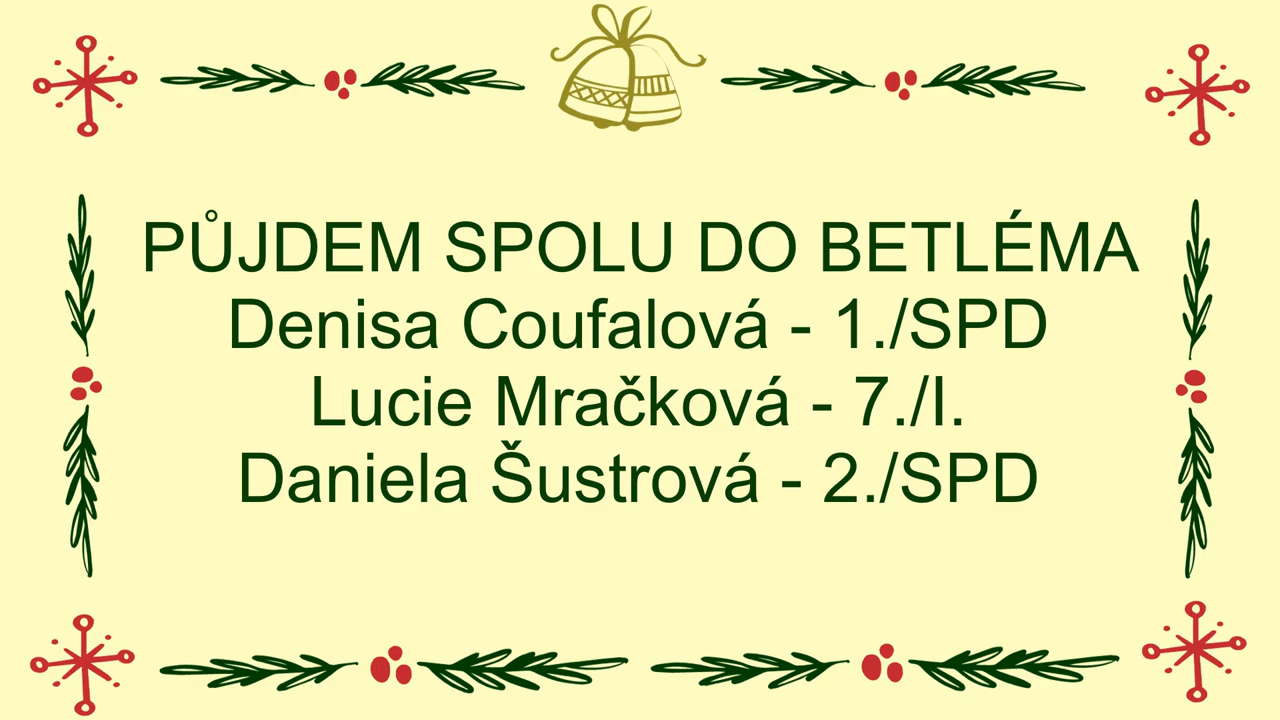 PŮJDEM SPOLU DO BETLÉMA
Denisa Coufalová - 1./SPD
Lucie Mračková - 7./I.
Daniela Šustrová - 2./SPD